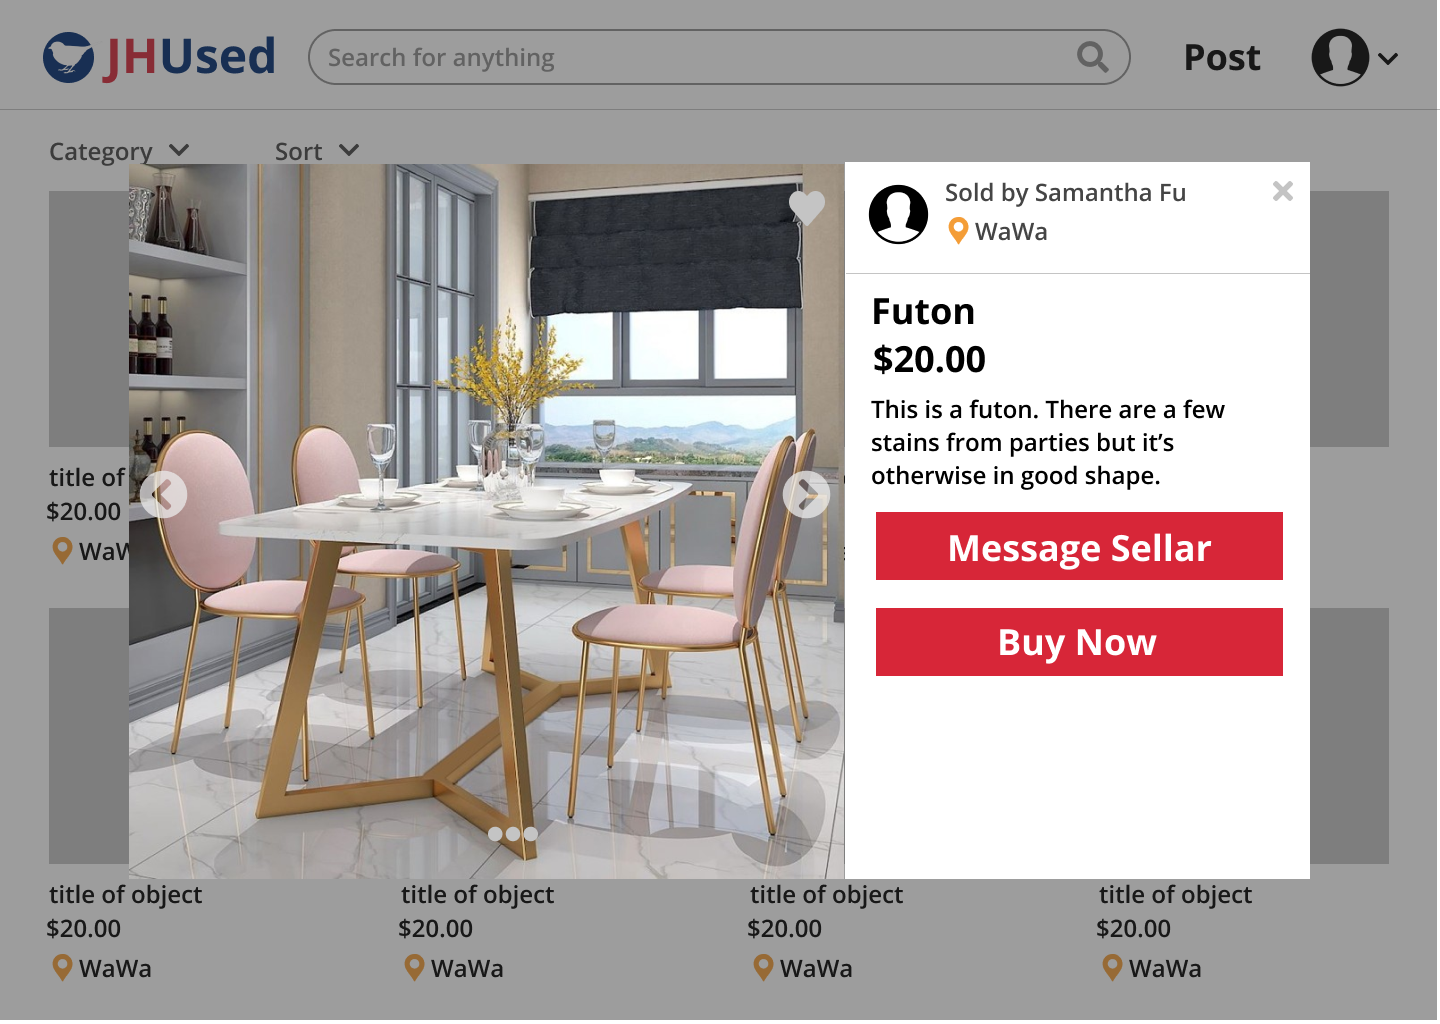 JHUsed
Search for anything
Post
Category
Sort
Sold by Samantha Fu
WaWa
Futon
$20.00
This is a futon. There are a few
stains from parties but it’s
otherwise in good shape.
Message Sellar
Buy Now
title of
$20.00
WaW
title of object
$20.00
WaWa
title of object
$20.00
WaWa
title of object
$20.00
WaWa
title of object
$20.00
WaWa